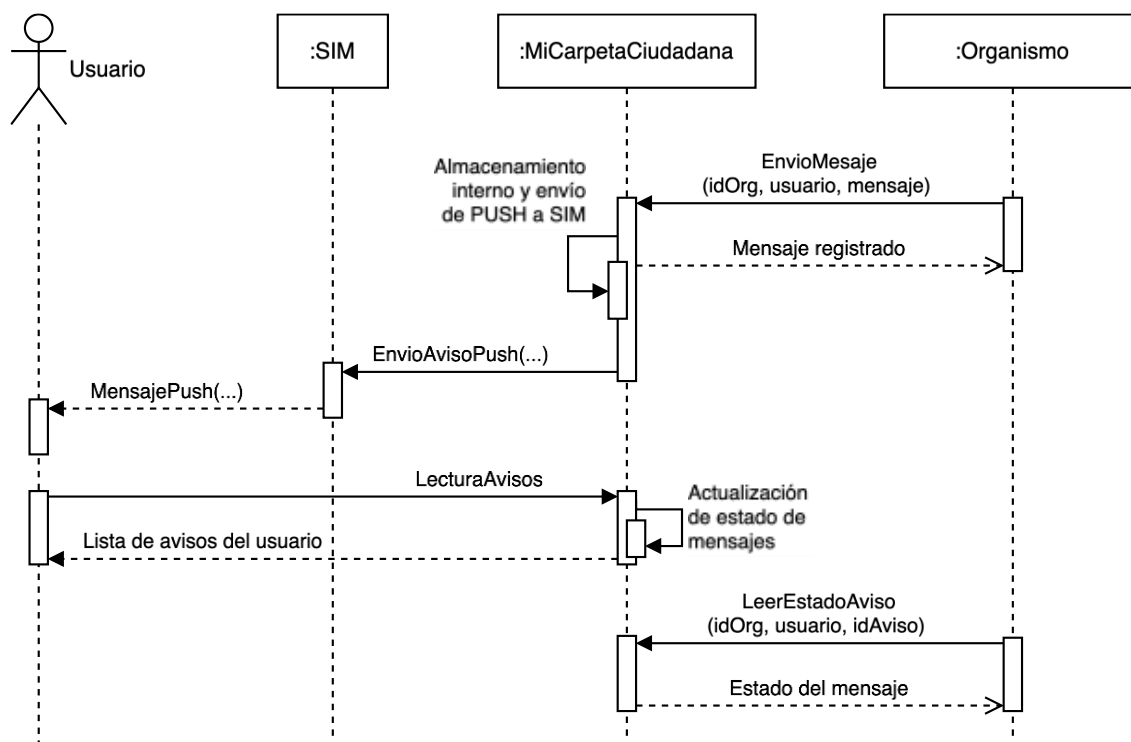 Usuario
:SIM
:MiCarpetaCiudadana
:Organismo
Almacenamiento
interno y envío
de PUSH a SIM
EnvioMesaje
(idOrg, usuario, mensaje)
Mensaje registrado
EnvioAvisoPush(...)
MensajePush(...)
LecturaAvisos
Actualización
de estado de
mensajes
Lista de avisos del usuario
LeerEstadoAviso
(idOrg, usuario, idAviso)
Estado del mensaje